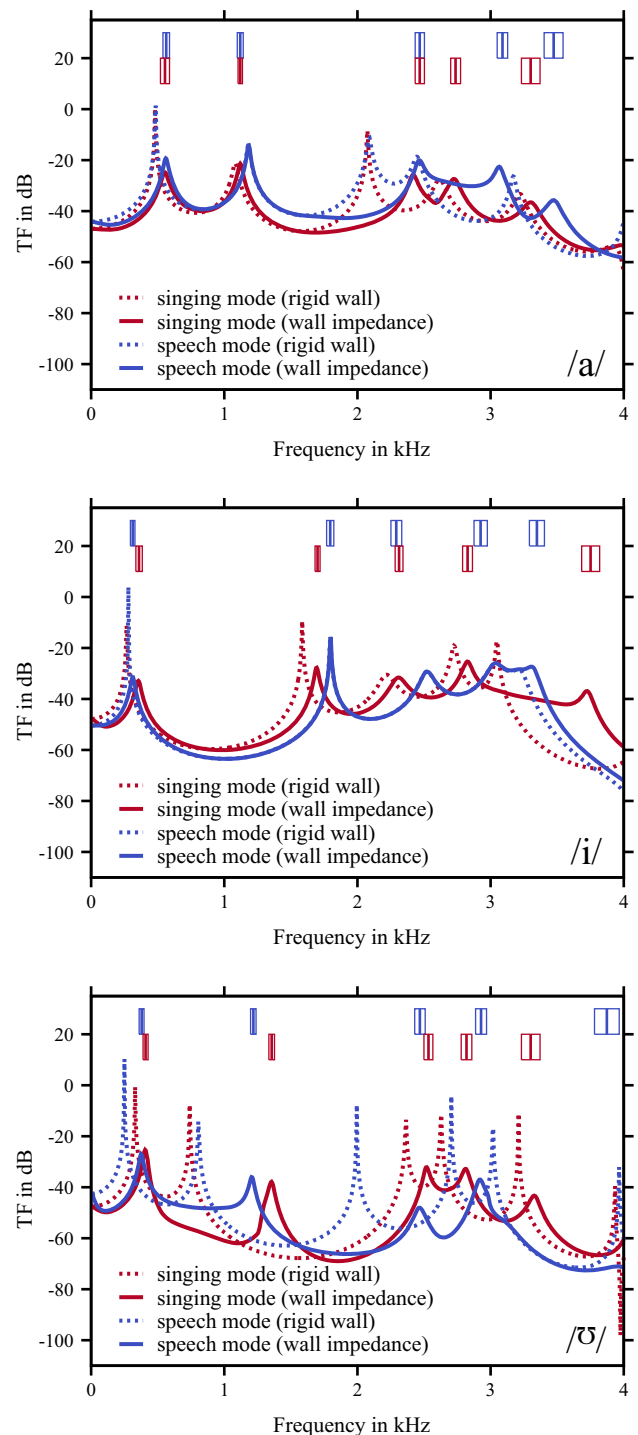 20
0
-20
-40
-60
-80
-100
TF in dB
singing mode (rigid wall)
singing mode (wall impedance)
speech mode (rigid wall)
speech mode (wall impedance)
/a/
0 1 2 3 4
Frequency in kHz
20
0
-20
-40
-60
-80
-100
TF in dB
singing mode (rigid wall)
singing mode (wall impedance)
speech mode (rigid wall)
speech mode (wall impedance)
/i/
0 1 2 3 4
Frequency in kHz
20
0
-20
-40
-60
-80
-100
TF in dB
singing mode (rigid wall)
singing mode (wall impedance)
speech mode (rigid wall)
speech mode (wall impedance)
/ʊ/
0 1 2 3 4
Frequency in kHz